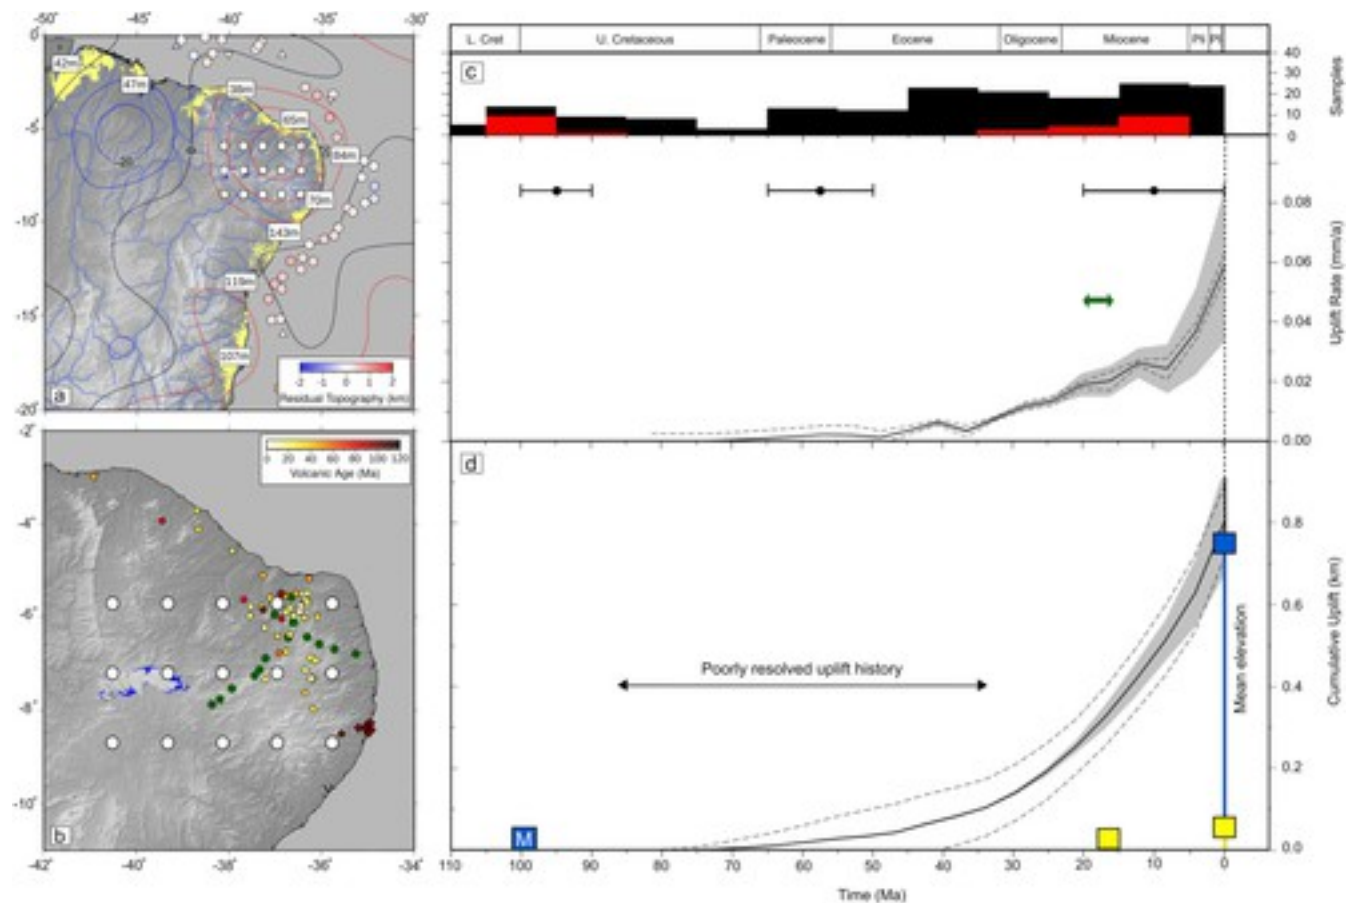 -50° -45° -40° -35° -30
0°
-5°
-10°
-15°
-20°
42m
47m
38m
65m
84m
-20
70m
143m
119m
107m
-2 -1 0 1 2
Residual Topography (km)
a
-2°
-4°
-6°
-8°
-10°
0 20 40 60 80 100 120
Volcanic Age (Ma)
b
-42 -40° -38° -36° -34°
L. Cret U. Cretaceous Paleocene Eocene Oligocene Miocene Pli Pl
c
40
30
20
10
0
Samples
0.08
0.06
0.04
0.02
0.00
Uplift Rate (mm/a)
d
0.8
0.6
0.4
0.2
0.0
Cumulative Uplift (km)
Poorly resolved uplift history
Mean elevation
M
110 100 90 80 70 60 50 40 30 20 10 0
Time (Ma)